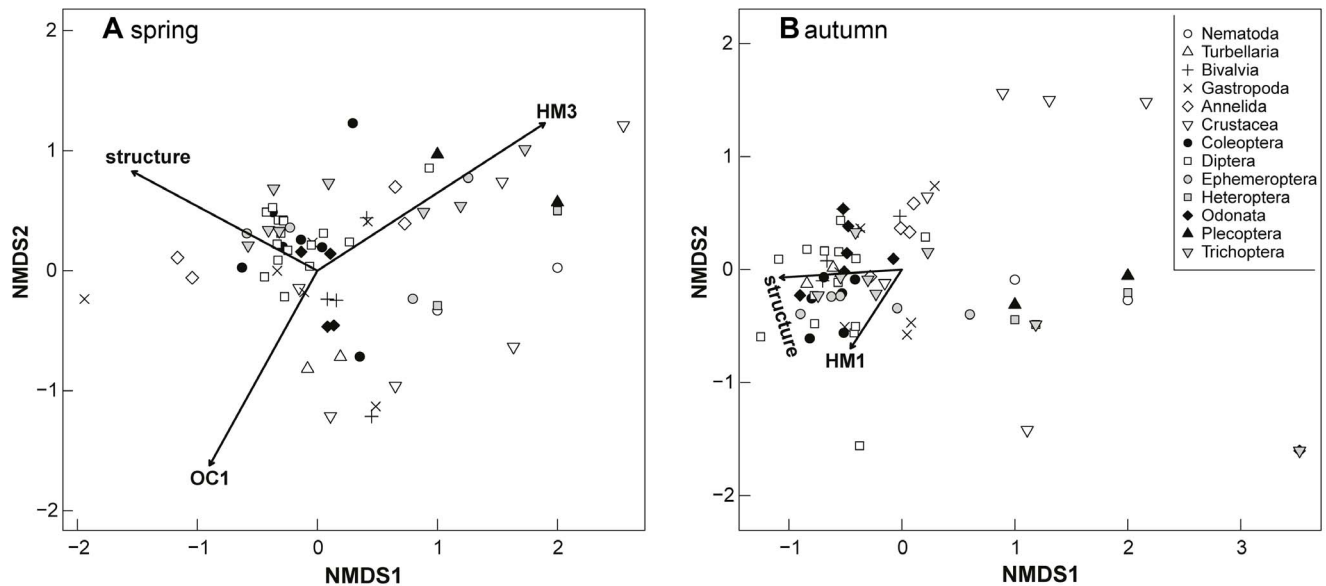 A spring
2
1
0
−1
−2
NMDS2
structure
HM3
OC1
−2 −1 0 1 2
NMDS1
B autumn
2
1
0
−1
−2
NMDS2
structure
HM1
−1 0 1 2 3
NMDS1
Nematoda
Turbellaria
Bivalvia
Gastropoda
Annelida
Crustacea
Coleoptera
Diptera
Ephemeroptera
Heteroptera
Odonata
Plecoptera
Trichoptera